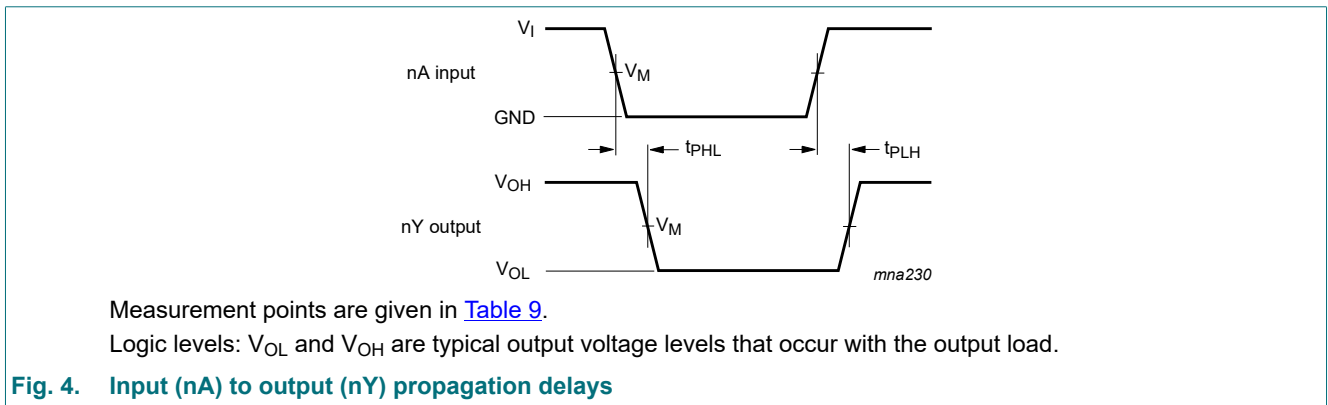 VI
nA input
VM
GND
tPHL
tPLH
VOH
nY output
VM
VOL
mna230
Measurement points are given in Table 9.
Logic levels: VOL and VOH are typical output voltage levels that occur with the output load.
Fig. 4. Input (nA) to output (nY) propagation delays